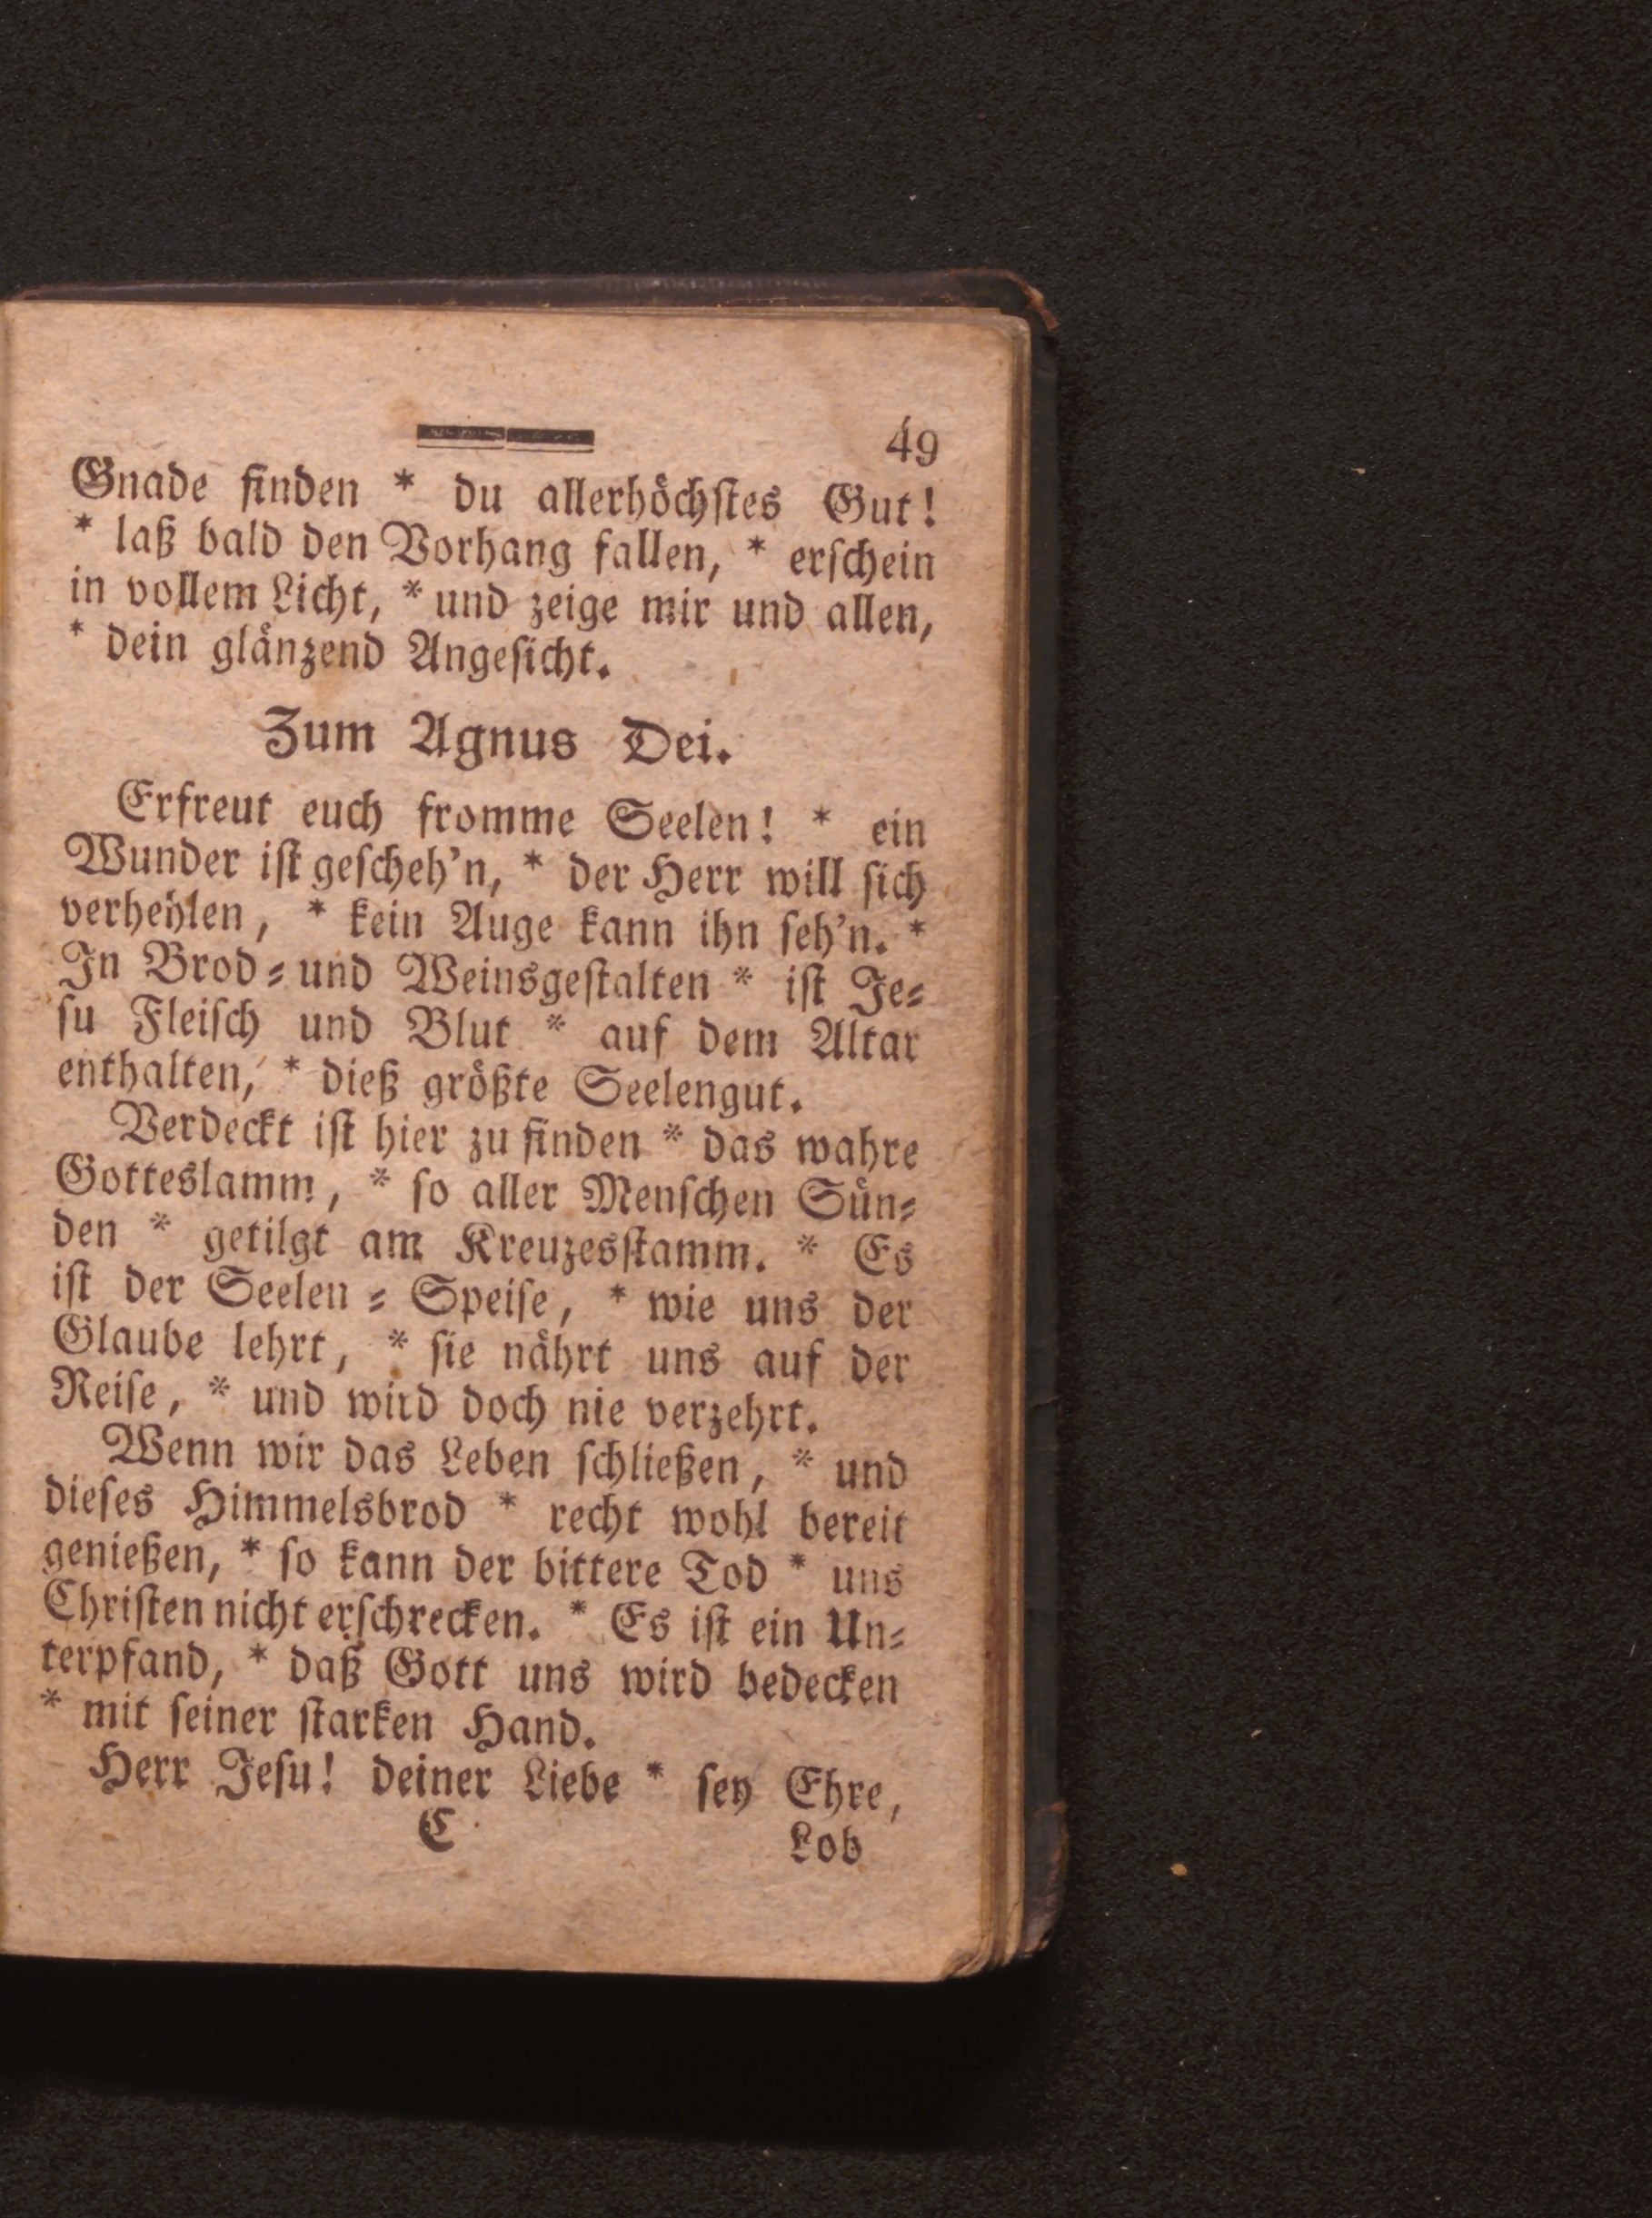 49
Gnade finden * du allerhöchſtes Gut!
* laß bald den Vorhang fallen, * erſchein
in vollem Licht, * und zeige mir und allen,
* dein glänzend Angeſicht.
Zum Agnus Dei.
Erfreut euch fromme Seelen! * ein
Wunder iſt geſcheh’n, * der Herr will ſich
verhehlen, * kein Auge kann ihn ſeh’n. *
In Brod⸗ und Weinsgeſtalten * iſt Je⸗
ſu Fleiſch und Blut * auf dem Altar
enthalten, * dieß größte Seelengut.
Verdeckt iſt hier zu finden * das wahre
Gotteslamm, * ſo aller Menſchen Sün⸗
den * getilgt am Kreuzesſtamm. * Es
iſt der Seelen ⸗ Speiſe, * wie uns der
Glaube lehrt, * ſie nährt uns auf der
Reiſe, * und wird doch nie verzehrt.
Wenn wir das Leben ſchließen, * und
dieſes Himmelsbrod * recht wohl bereit
genießen, * ſo kann der bittere Tod * uns
Chriſten nicht erſchrecken. * Es iſt ein Un⸗
terpfand, * daß Gott uns wird bedecken
* mit ſeiner ſtarken Hand.
Herr Jeſu! deiner Liebe * ſey Ehre,
C Lob